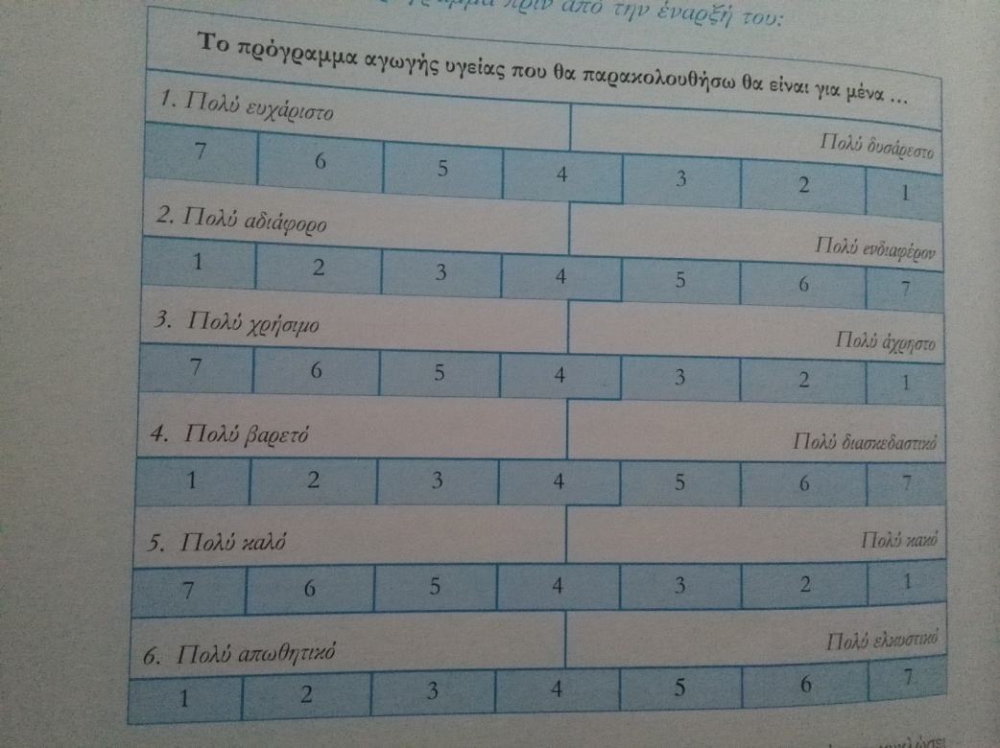 πριν από την έναρξή του:
Το πρόγραμμα αγωγής υγείας που θα παρακολουθήσω θα είναι για μένα ...
1. Πολύ ευχάριστο Πολύ δυσάρεστο
7 6 5 4 3 2 1
2. Πολύ αδιάφορο Πολύ ενδιαφέρον
1 2 3 4 5 6 7
3. Πολύ χρήσιμο Πολύ άχρηστο
7 6 5 4 3 2 1
4. Πολύ βαρετό Πολύ διασκεδαστικό
1 2 3 4 5 6 7
5. Πολύ καλό Πολύ κακό
7 6 5 4 3 2 1
6. Πολύ απωθητικό Πολύ ελκυστικό
1 2 3 4 5 6 7